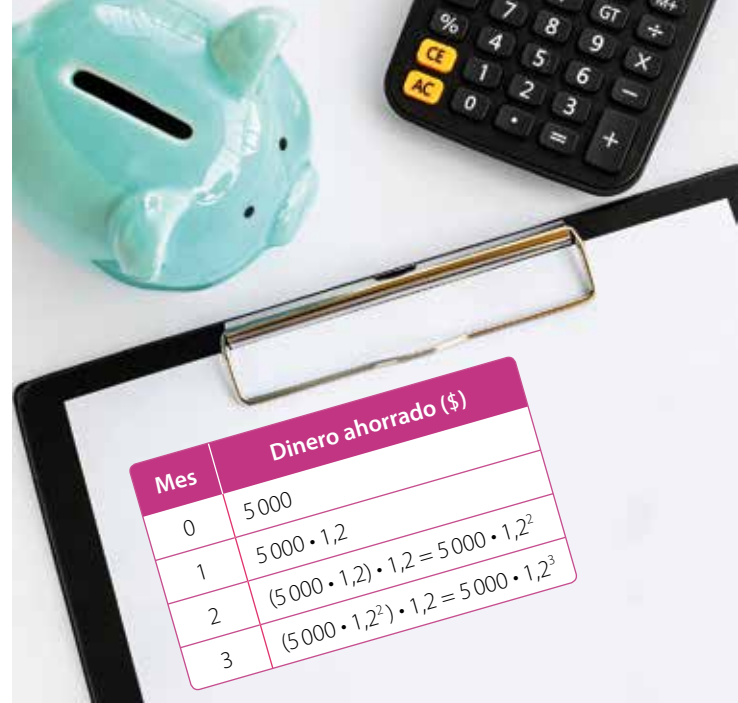 7 8 GT ÷
% 4 5 9 X
CE 1 2 6 −
AC 0 • 3 +
=
Mes Dinero ahorrado ($)
0 5 000
1 5 000 • 1,2
2 (5 000 • 1,2) • 1,2 = 5 000 • 1,2²
3 (5 000 • 1,2²) • 1,2 = 5 000 • 1,2³